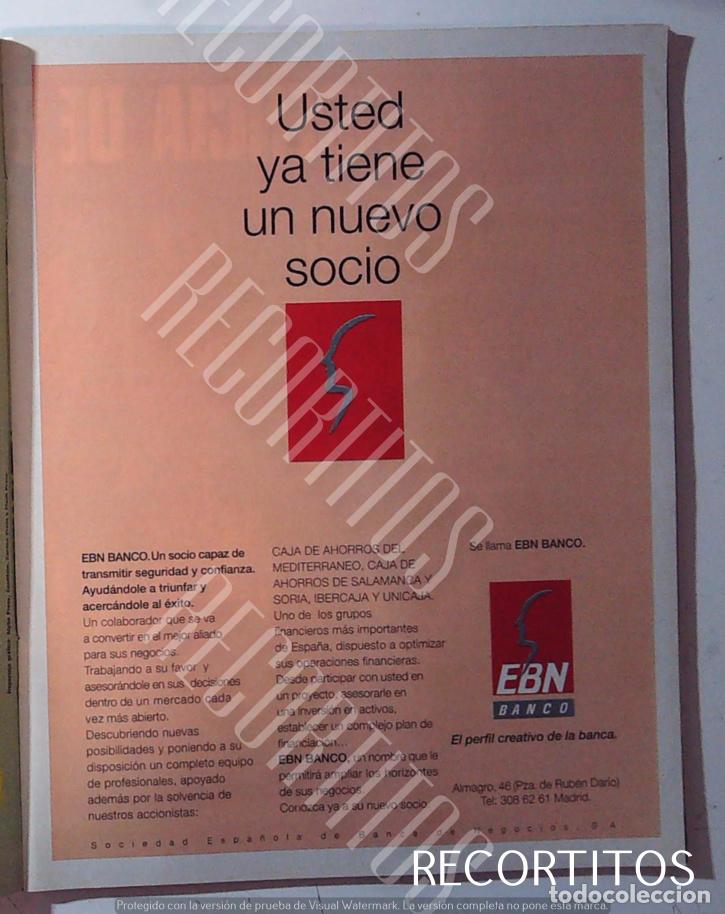 Usted
ya tiene
un nuevo
socio
EBN BANCO. Un socio capaz de
transmitir seguridad y confianza.
Ayudándole a triunfar y
acercándole al éxito.
Un colaborador que se va
a convertir en el mejor aliado
para sus negocios.
Trabajando a su favor y
asesorándole en sus decisiones
dentro de un mercado cada
vez más abierto.
Descubriendo nuevas
posibilidades y poniendo a su
disposición un completo equipo
de profesionales, apoyado
además por la solvencia de
nuestros accionistas:
CAJA DE AHORROS DEL
MEDITERRANEO, CAJA DE
AHORROS DE SALAMANCA Y
SORIA, IBERCAJA Y UNICAJA.
Uno de los grupos
financieros más importantes
de España, dispuesto a optimizar
sus operaciones financieras.
Desde participar con usted en
un proyecto, asesorarle en
una inversión en activos,
establecer un complejo plan de
financiación...
EBN BANCO, un nombre que le
permitirá ampliar los horizontes
de sus negocios.
Conozca ya a su nuevo socio.
Se llama EBN BANCO.
EBN
BANCO
El perfil creativo de la banca.
Almagro, 46 (Pza. de Rubén Darío)
Tel: 308 62 61 Madrid.
Sociedad Española de Banca de Negocios, S.A.
RECORTITOS
RECORTITOS
RECORTITOS
RECORTITOS
todocoleccion
Protegido con la versión de prueba de Visual Watermark. La versión completa no pone esta marca.